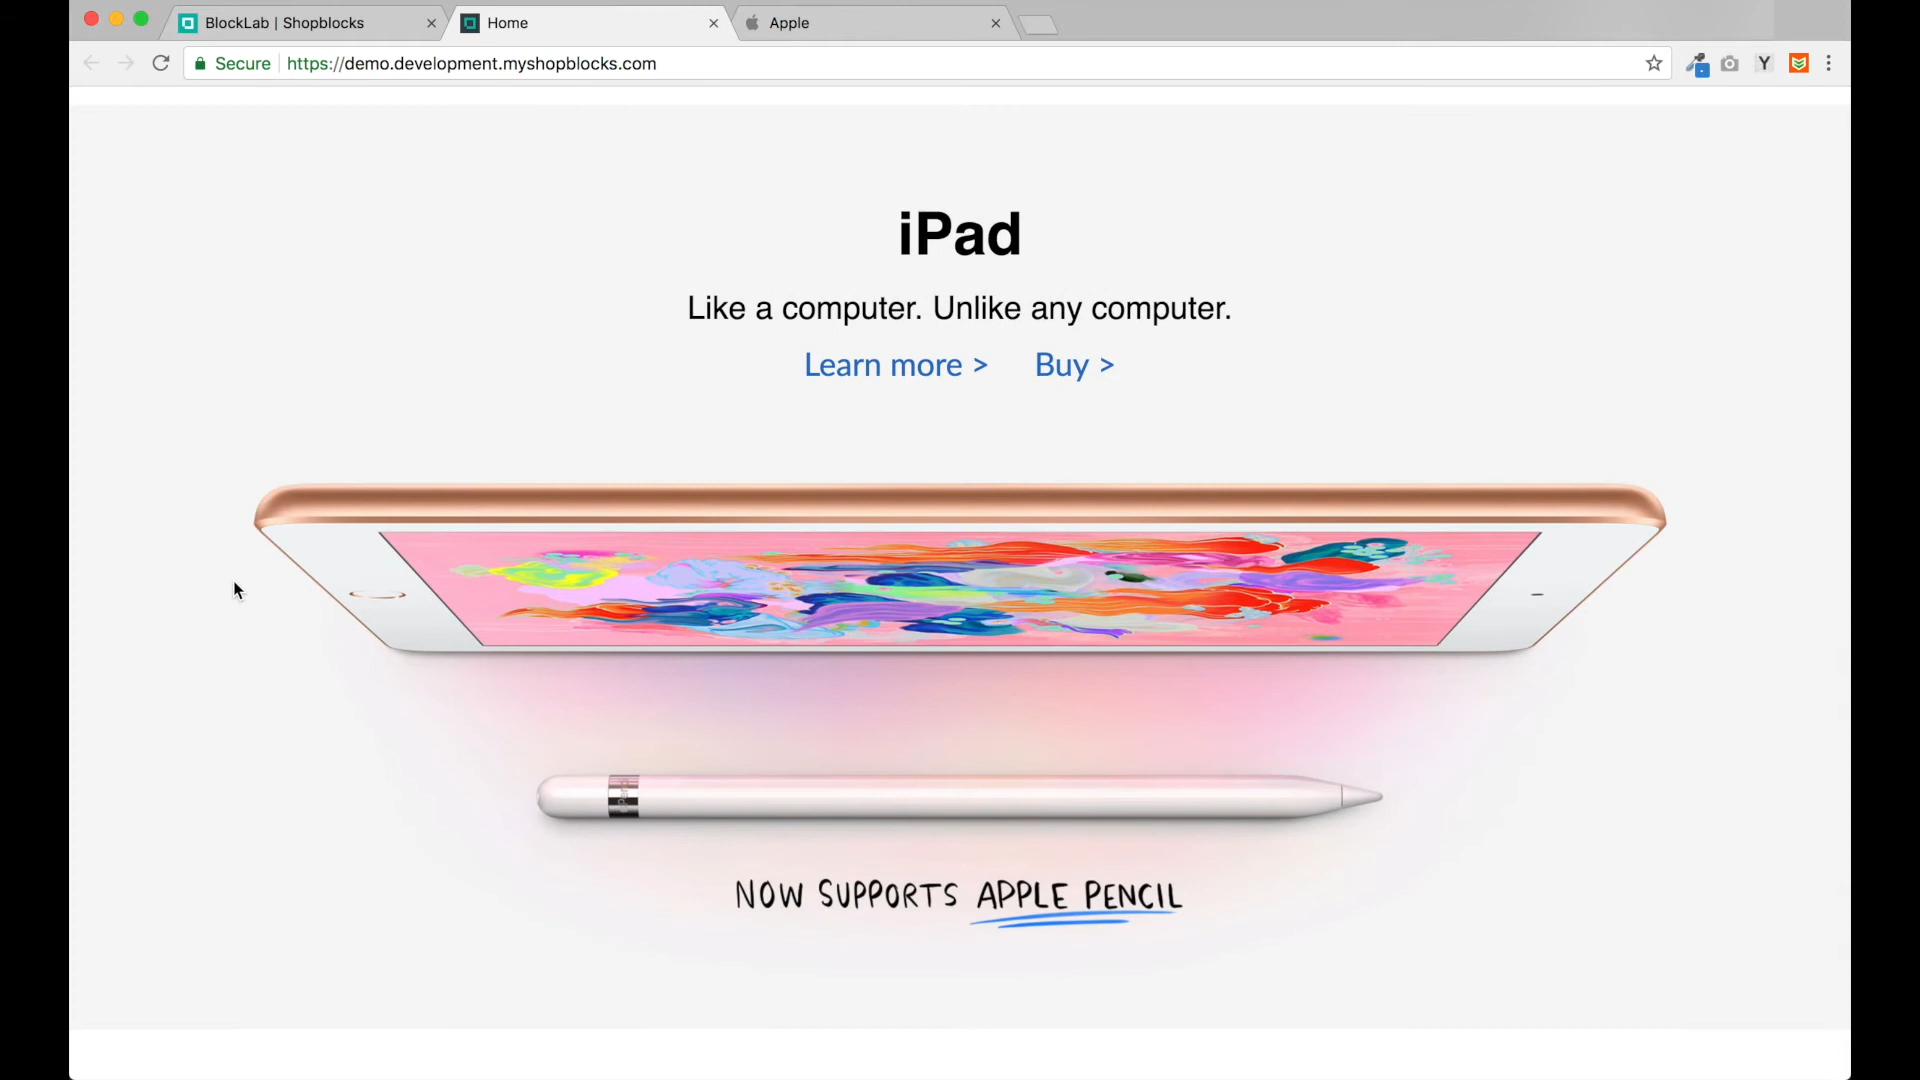 BlockLab | Shopblocks
Home
Apple
Secure
https://demo.development.myshopblocks.com
Y
iPad
Like a computer. Unlike any computer.
Learn more >
Buy >
NOW SUPPORTS APPLE PENCIL